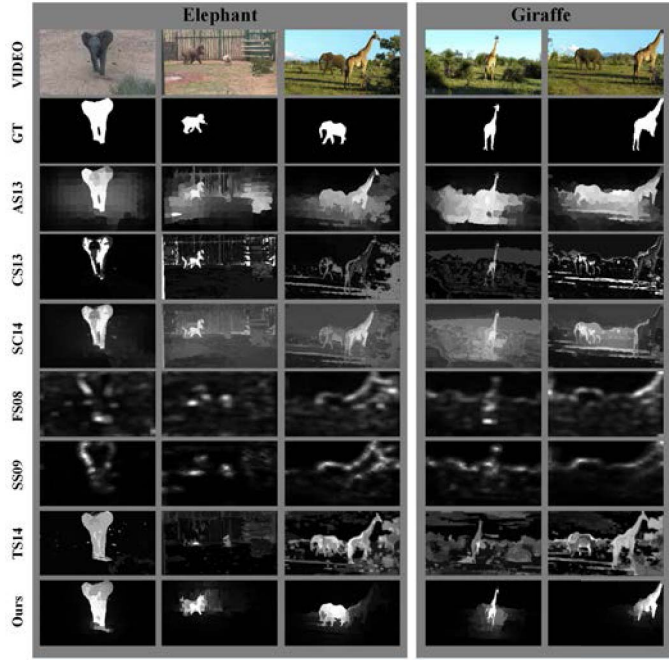 Elephant Giraffe
VIDEO
GT
AS13
CS13
SC14
FS08
SS09
TS14
Ours